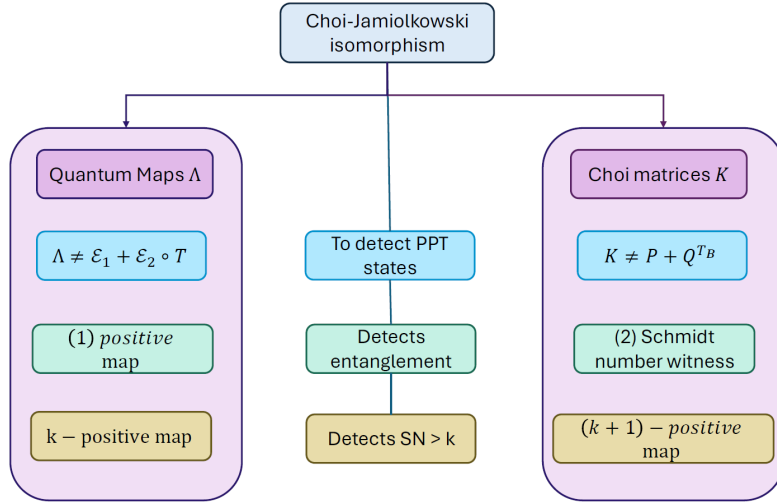 Choi-Jamiolkowski
isomorphism
Quantum Maps Λ
Choi matrices K
Λ ≠ ℰ₁ + ℰ₂ ∘ T
To detect PPT
states
K ≠ P + Q^{T_B}
(1) positive
map
Detects
entanglement
(2) Schmidt
number witness
k − positive map
Detects SN > k
(k + 1) − positive
map